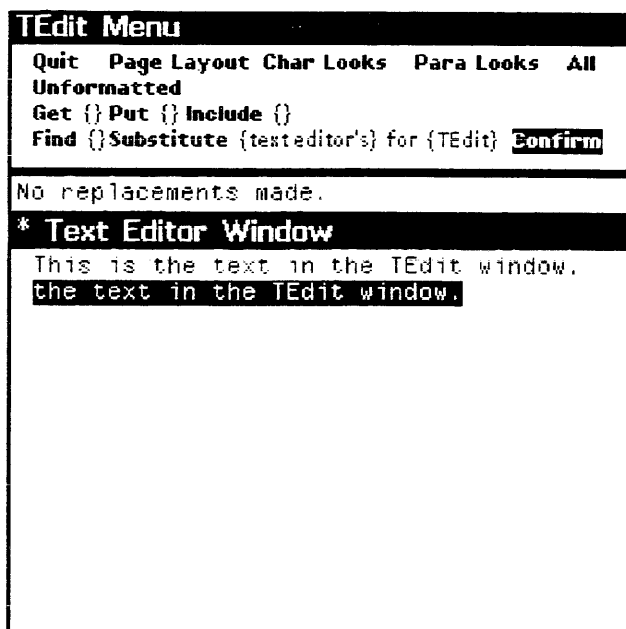 TEdit Menu
Quit Page Layout Char Looks Para Looks All
Unformatted
Get {} Put {} Include {}
Find {} Substitute {text editor's} for {TEdit} Confirm
No replacements made.
* Text Editor Window
This is the text in the TEdit window.
the text in the TEdit window.